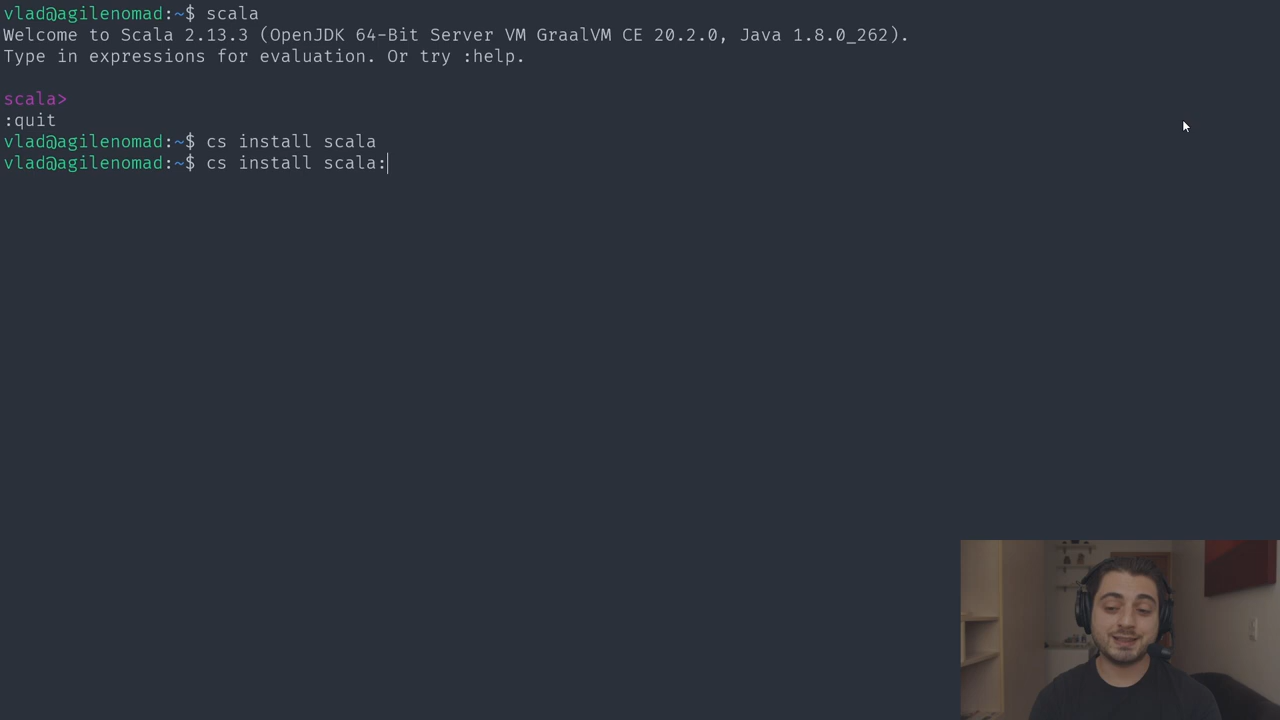 vlad@agilenomad:~$ scala
Welcome to Scala 2.13.3 (OpenJDK 64-Bit Server VM GraalVM CE 20.2.0, Java 1.8.0_262).
Type in expressions for evaluation. Or try :help.
scala>
:quit
vlad@agilenomad:~$ cs install scala
vlad@agilenomad:~$ cs install scala: